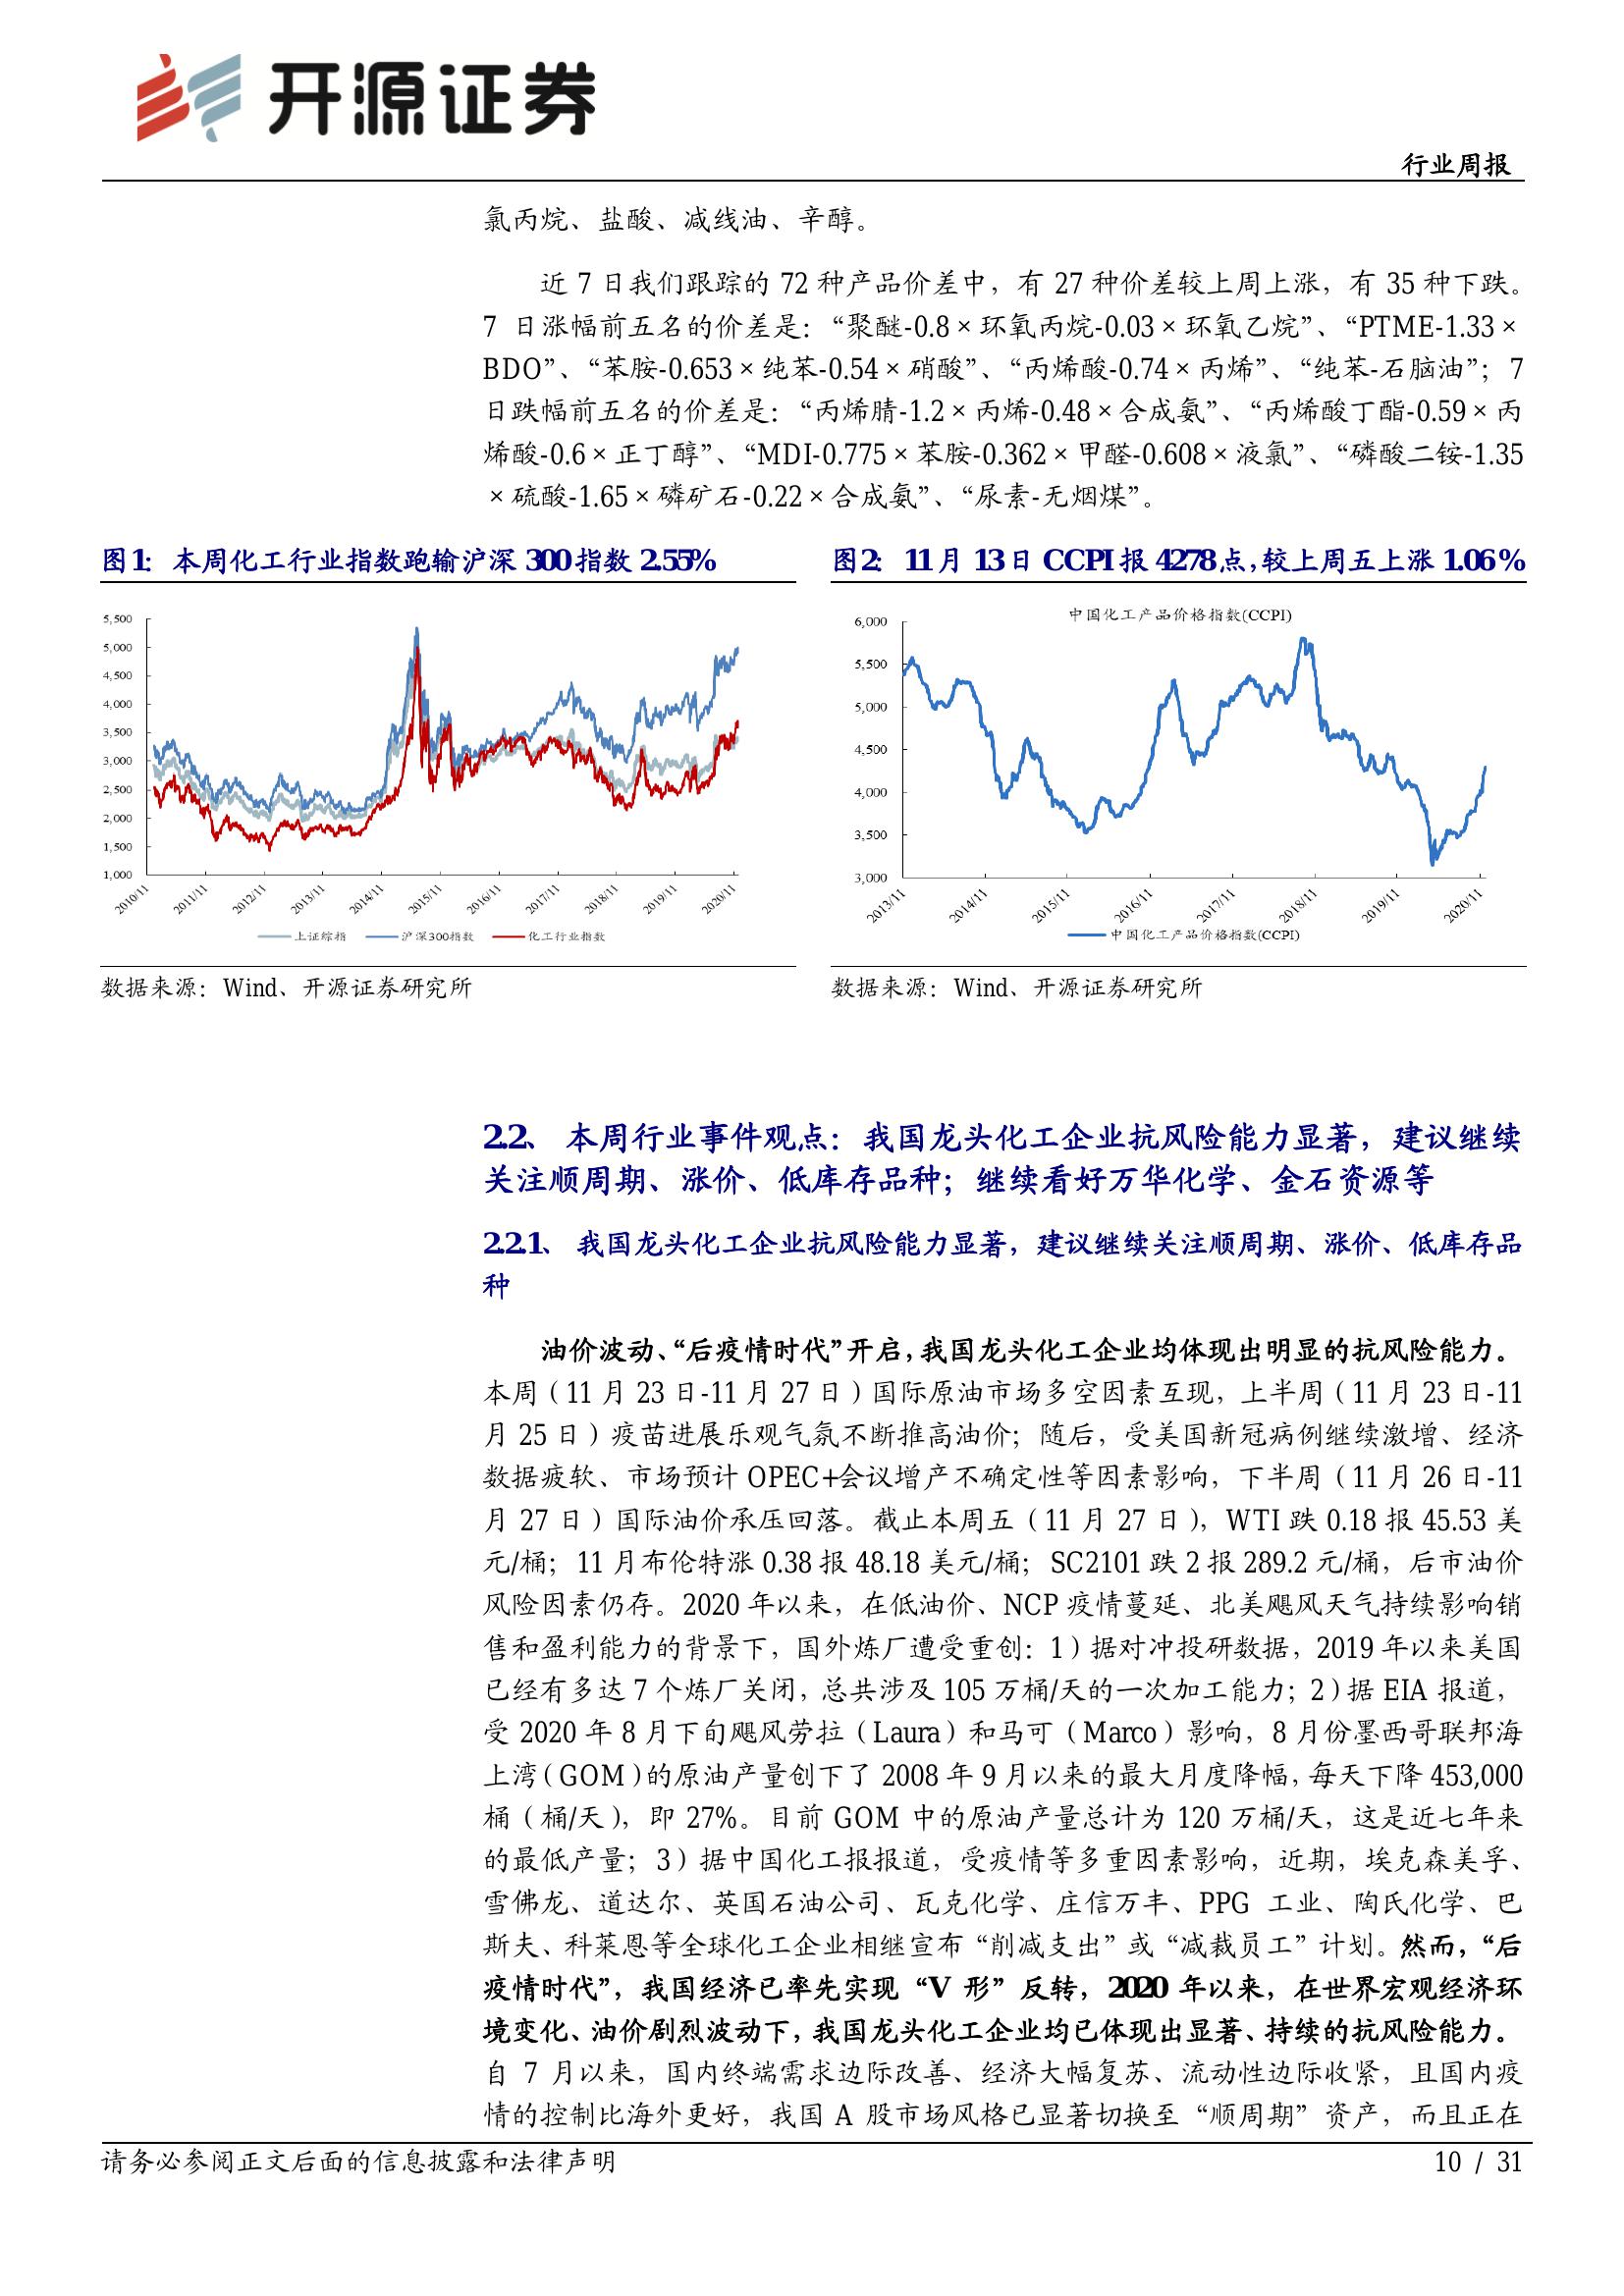 开源证券
行业周报
氯丙烷、盐酸、减线油、辛醇。
近 7 日我们跟踪的 72 种产品价差中，有 27 种价差较上周上涨，有 35 种下跌。
7 日涨幅前五名的价差是：“聚醚-0.8×环氧丙烷-0.03×环氧乙烷”、“PTME-1.33×
BDO”、“苯胺-0.653×纯苯-0.54×硝酸”、“丙烯酸-0.74×丙烯”、“纯苯-石脑油”；7
日跌幅前五名的价差是：“丙烯腈-1.2×丙烯-0.48×合成氨”、“丙烯酸丁酯-0.59×丙
烯酸-0.6×正丁醇”、“MDI-0.775×苯胺-0.362×甲醛-0.608×液氯”、“磷酸二铵-1.35
×硫酸-1.65×磷矿石-0.22×合成氨”、“尿素-无烟煤”。
图1：本周化工行业指数跑输沪深 300 指数 2.55%
5,500
5,000
4,500
4,000
3,500
3,000
2,500
2,000
1,500
1,000
2010/11
2011/11
2012/11
2013/11
2014/11
2015/11
2016/11
2017/11
2018/11
2019/11
2020/11
上证综指 沪深300指数 化工行业指数
数据来源：Wind、开源证券研究所
图2：11 月 13 日 CCPI 报 4278 点，较上周五上涨 1.06%
中国化工产品价格指数(CCPI)
6,000
5,500
5,000
4,500
4,000
3,500
3,000
2013/11
2014/11
2015/11
2016/11
2017/11
2018/11
2019/11
2020/11
中国化工产品价格指数(CCPI)
数据来源：Wind、开源证券研究所
2.2、 本周行业事件观点：我国龙头化工企业抗风险能力显著，建议继续
关注顺周期、涨价、低库存品种；继续看好万华化学、金石资源等
2.2.1、 我国龙头化工企业抗风险能力显著，建议继续关注顺周期、涨价、低库存品
种
油价波动、“后疫情时代”开启，我国龙头化工企业均体现出明显的抗风险能力。
本周（11 月 23 日-11 月 27 日）国际原油市场多空因素互现，上半周（11 月 23 日-11
月 25 日）疫苗进展乐观气氛不断推高油价；随后，受美国新冠病例继续激增、经济
数据疲软、市场预计 OPEC+会议增产不确定性等因素影响，下半周（11 月 26 日-11
月 27 日）国际油价承压回落。截止本周五（11 月 27 日），WTI 跌 0.18 报 45.53 美
元/桶；11 月布伦特涨 0.38 报 48.18 美元/桶；SC2101 跌 2 报 289.2 元/桶，后市油价
风险因素仍存。2020 年以来，在低油价、NCP 疫情蔓延、北美飓风天气持续影响销
售和盈利能力的背景下，国外炼厂遭受重创：1）据对冲投研数据，2019 年以来美国
已经有多达 7 个炼厂关闭，总共涉及 105 万桶/天的一次加工能力；2）据 EIA 报道，
受 2020 年 8 月下旬飓风劳拉（Laura）和马可（Marco）影响，8 月份墨西哥联邦海
上湾（GOM）的原油产量创下了 2008 年 9 月以来的最大月度降幅，每天下降 453,000
桶（桶/天），即 27%。目前 GOM 中的原油产量总计为 120 万桶/天，这是近七年来
的最低产量；3）据中国化工报报道，受疫情等多重因素影响，近期，埃克森美孚、
雪佛龙、道达尔、英国石油公司、瓦克化学、庄信万丰、PPG 工业、陶氏化学、巴
斯夫、科莱恩等全球化工企业相继宣布“削减支出”或“减裁员工”计划。然而，“后
疫情时代”，我国经济已率先实现“V 形”反转，2020 年以来，在世界宏观经济环
境变化、油价剧烈波动下，我国龙头化工企业均已体现出显著、持续的抗风险能力。
自 7 月以来，国内终端需求边际改善、经济大幅复苏、流动性边际收紧，且国内疫
情的控制比海外更好，我国 A 股市场风格已显著切换至“顺周期”资产，而且正在
请务必参阅正文后面的信息披露和法律声明
10 / 31